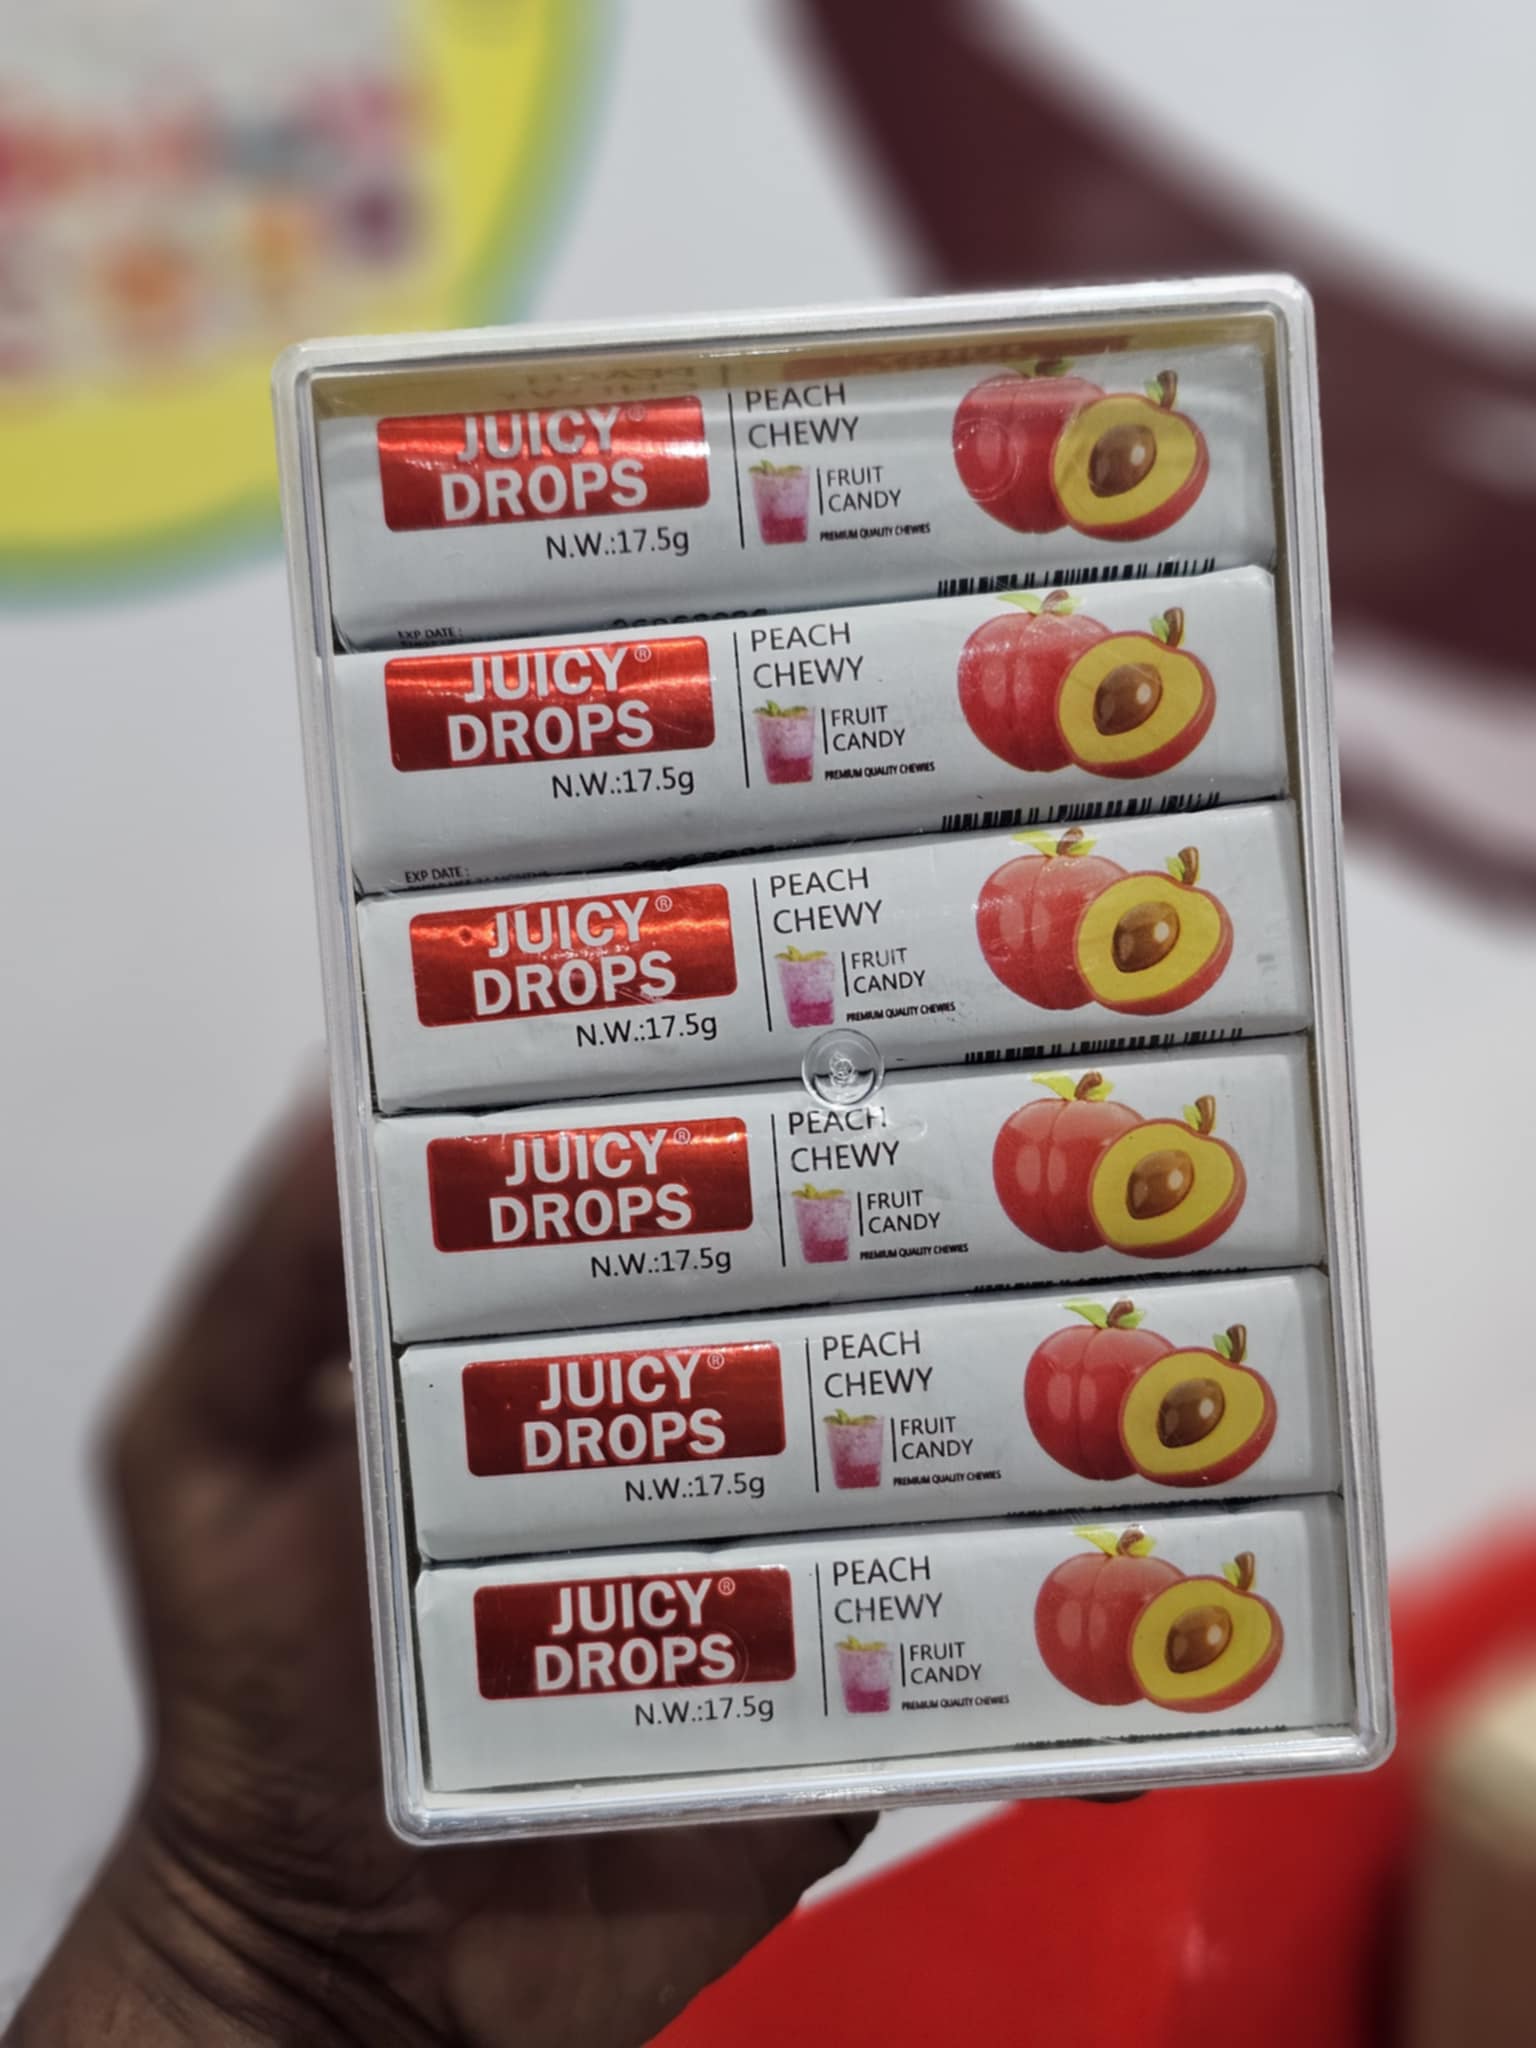 JUICY®
DROPS
N.W.:17.5g
PEACH
CHEWY
FRUIT
CANDY
PREMIUM QUALITY CHEWIES
EXP DATE :
JUICY®
DROPS
N.W.:17.5g
PEACH
CHEWY
FRUIT
CANDY
PREMIUM QUALITY CHEWIES
EXP DATE :
JUICY®
DROPS
N.W.:17.5g
PEACH
CHEWY
FRUIT
CANDY
PREMIUM QUALITY CHEWIES
JUICY®
DROPS
N.W.:17.5g
PEACH
CHEWY
FRUIT
CANDY
PREMIUM QUALITY CHEWIES
JUICY®
DROPS
N.W.:17.5g
PEACH
CHEWY
FRUIT
CANDY
PREMIUM QUALITY CHEWIES
JUICY®
DROPS
N.W.:17.5g
PEACH
CHEWY
FRUIT
CANDY
PREMIUM QUALITY CHEWIES